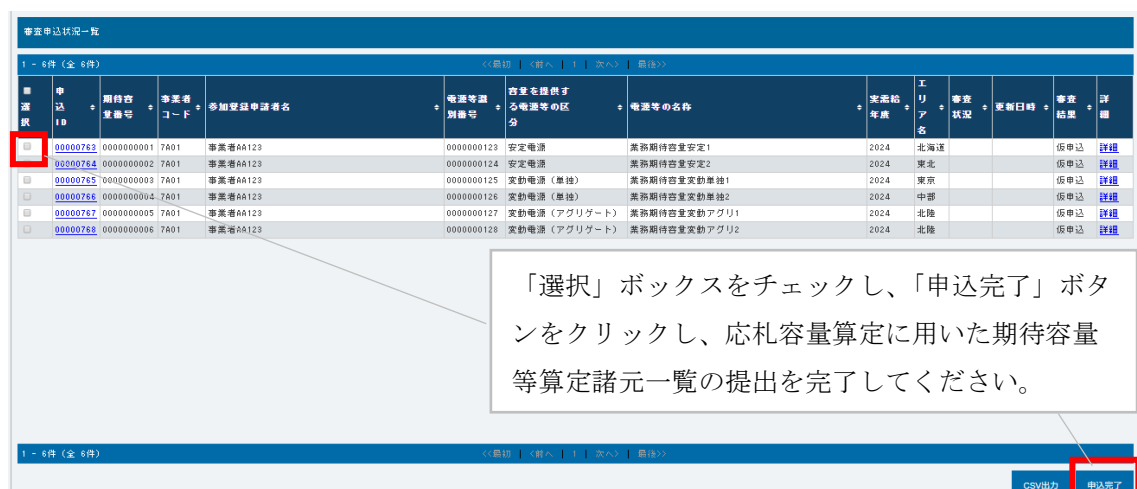 審査申込状況一覧
1 - 6件 (全 6件) <<最初 | <前へ | 1 | 次へ> | 最後>>
選択 申込ID 期待容量番号 事業者コード 参加登録申請者名 電源等識別番号 容量を提供する電源等の区分 電源等の名称 実需給年度 エリア名 審査状況 更新日時 審査結果 詳細
00000763 0000000001 7A01 事業者AA123 0000000123 安定電源 業務期待容量安定1 2024 北海道 仮申込 詳細
00000764 0000000002 7A01 事業者AA123 0000000124 安定電源 業務期待容量安定2 2024 東北 仮申込 詳細
00000765 0000000003 7A01 事業者AA123 0000000125 変動電源（単独） 業務期待容量変動単独1 2024 東京 仮申込 詳細
00000766 0000000004 7A01 事業者AA123 0000000126 変動電源（単独） 業務期待容量変動単独2 2024 中部 仮申込 詳細
00000767 0000000005 7A01 事業者AA123 0000000127 変動電源（アグリゲート） 業務期待容量変動アグリ1 2024 北陸 仮申込 詳細
00000768 0000000006 7A01 事業者AA123 0000000128 変動電源（アグリゲート） 業務期待容量変動アグリ2 2024 北陸 仮申込 詳細
「選択」ボックスをチェックし、「申込完了」ボタ
ンをクリックし、応札容量算定に用いた期待容量
等算定諸元一覧の提出を完了してください。
1 - 6件 (全 6件) <<最初 | <前へ | 1 | 次へ> | 最後>>
CSV出力 申込完了